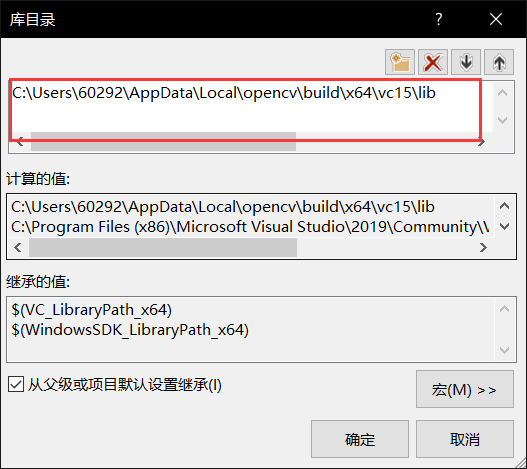 库目录
?
C:\Users\60292\AppData\Local\opencv\build\x64\vc15\lib
计算的值:
C:\Users\60292\AppData\Local\opencv\build\x64\vc15\lib
C:\Program Files (x86)\Microsoft Visual Studio\2019\Community\V
继承的值:
$(VC_LibraryPath_x64)
$(WindowsSDK_LibraryPath_x64)
从父级或项目默认设置继承(I)
宏(M) >>
确定
取消